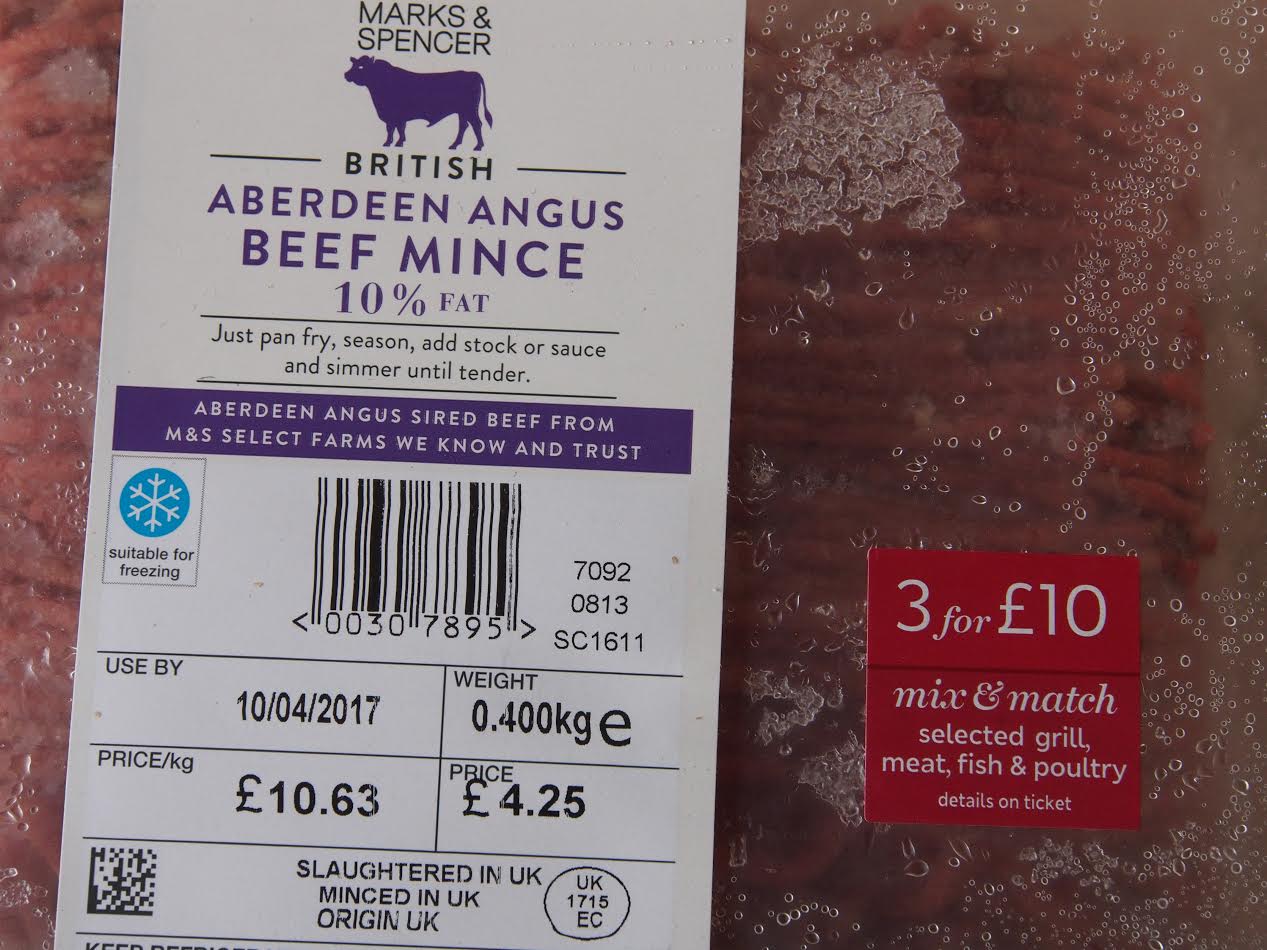 MARKS &
SPENCER
BRITISH
ABERDEEN ANGUS
BEEF MINCE
10% FAT
Just pan fry, season, add stock or sauce
and simmer until tender.
ABERDEEN ANGUS SIRED BEEF FROM
M&S SELECT FARMS WE KNOW AND TRUST
suitable for
freezing
<00307895>
7092
0813
SC1611
USE BY
10/04/2017
WEIGHT
0.400kg e
PRICE/kg
£10.63
PRICE
£4.25
SLAUGHTERED IN UK
MINCED IN UK
ORIGIN UK
UK
1715
EC
KEEP
3 for £10
mix & match
selected grill,
meat, fish & poultry
details on ticket